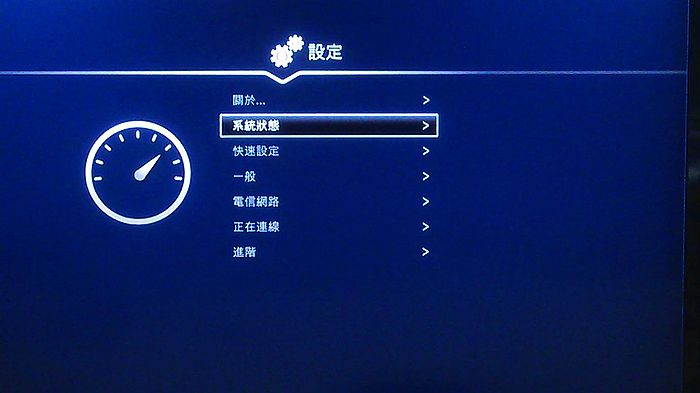 設定
關於... >
系統狀態 >
快速設定 >
一般 >
電信網路 >
正在連線 >
進階 >